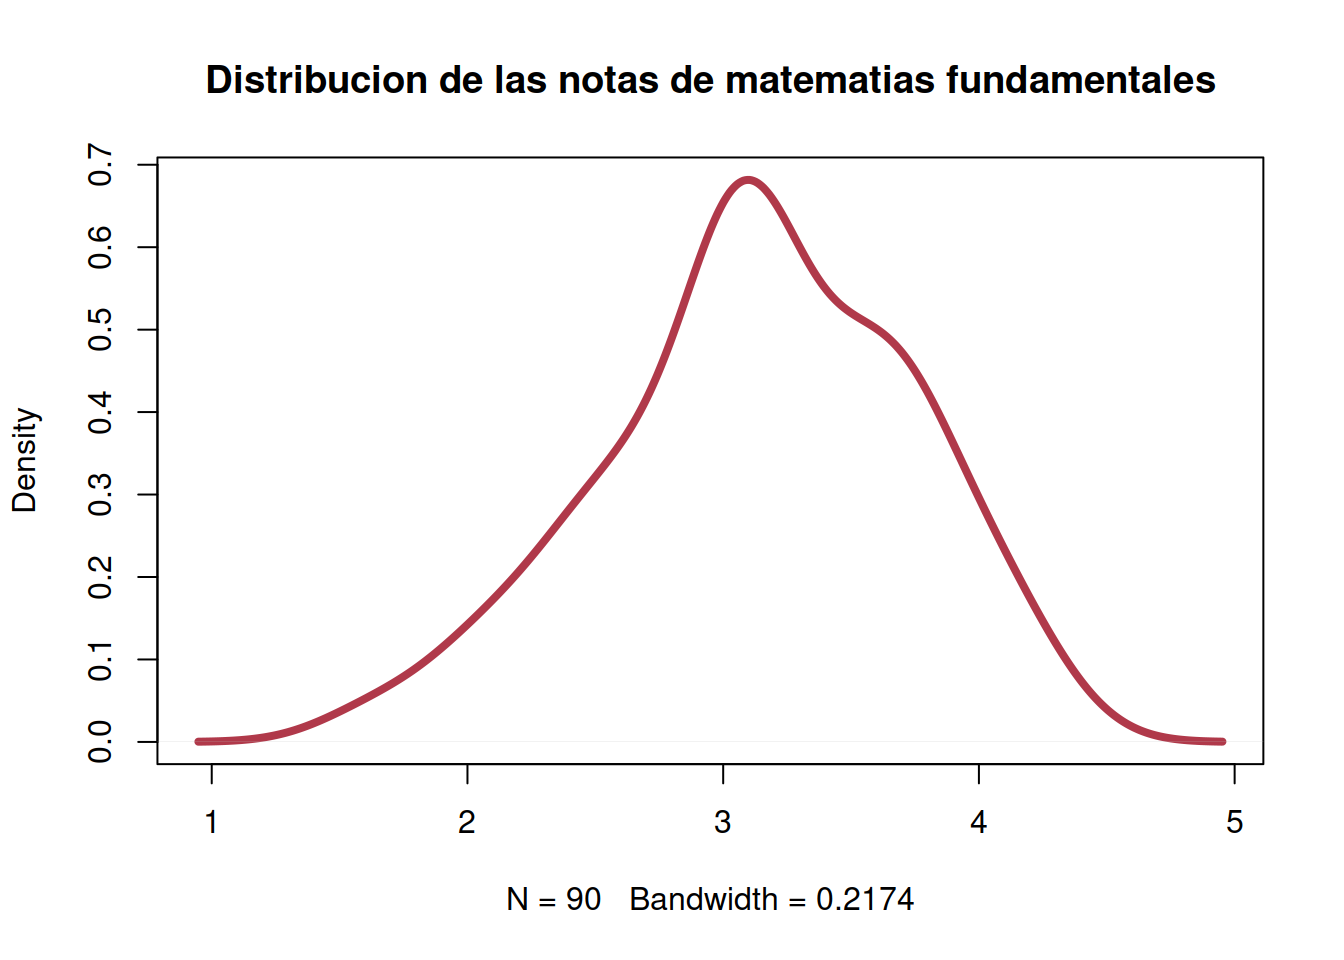 Distribucion de las notas de matematias fundamentales
0.7
0.6
0.5
0.4
0.3
0.2
0.1
0.0
Density
1 2 3 4 5
N = 90 Bandwidth = 0.2174